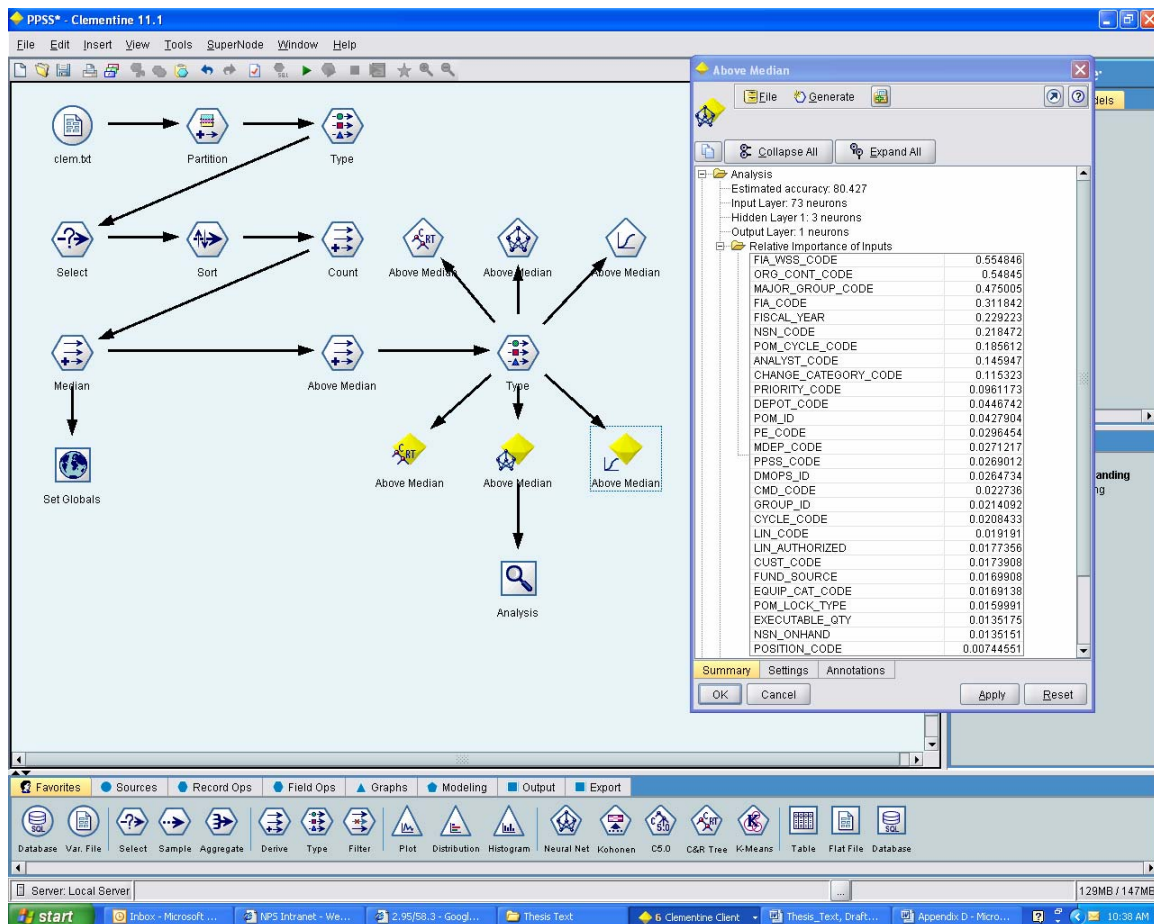 PPSS* - Clementine 11.1
File Edit Insert View Tools SuperNode Window Help
clem.txt
Partition
Type
Select
Sort
Count
Above Median
Above Median
Above Median
Median
Above Median
Type
Set Globals
Above Median
Above Median
Above Median
Analysis
Above Median
File Generate
Collapse All Expand All
Analysis
Estimated accuracy: 80.427
Input Layer: 73 neurons
Hidden Layer 1: 3 neurons
Output Layer: 1 neurons
Relative Importance of Inputs
FIA_WSS_CODE 0.554846
ORG_CONT_CODE 0.54845
MAJOR_GROUP_CODE 0.475005
FIA_CODE 0.311842
FISCAL_YEAR 0.229223
NSN_CODE 0.218472
POM_CYCLE_CODE 0.185612
ANALYST_CODE 0.145947
CHANGE_CATEGORY_CODE 0.115323
PRIORITY_CODE 0.0961173
DEPOT_CODE 0.0446742
POM_ID 0.0427904
PE_CODE 0.0296454
MDEP_CODE 0.0271217
PPSS_CODE 0.0269012
DMOPS_ID 0.0264734
CMD_CODE 0.022736
GROUP_ID 0.0214092
CYCLE_CODE 0.0208433
LIN_CODE 0.019191
LIN_AUTHORIZED 0.0177356
CUST_CODE 0.0173908
FUND_SOURCE 0.0169908
EQUIP_CAT_CODE 0.0169138
POM_LOCK_TYPE 0.0159991
EXECUTABLE_QTY 0.0135175
NSN_ONHAND 0.0135151
POSITION_CODE 0.00744551
Summary Settings Annotations
OK Cancel Apply Reset
dels
anding
ng
Favorites Sources Record Ops Field Ops Graphs Modeling Output Export
Database Var. File Select Sample Aggregate Derive Type Filter Plot Distribution Histogram Neural Net Kohonen C5.0 C&R Tree K-Means Table Flat File Database
Server: Local Server ... 129MB / 147MB
start Inbox - Microsoft ... NPS Intranet - We... 2.95/58.3 - Googl... Thesis Text 6 Clementine Client Thesis_Text, Draft... Appendix D - Micro... 10:38 AM